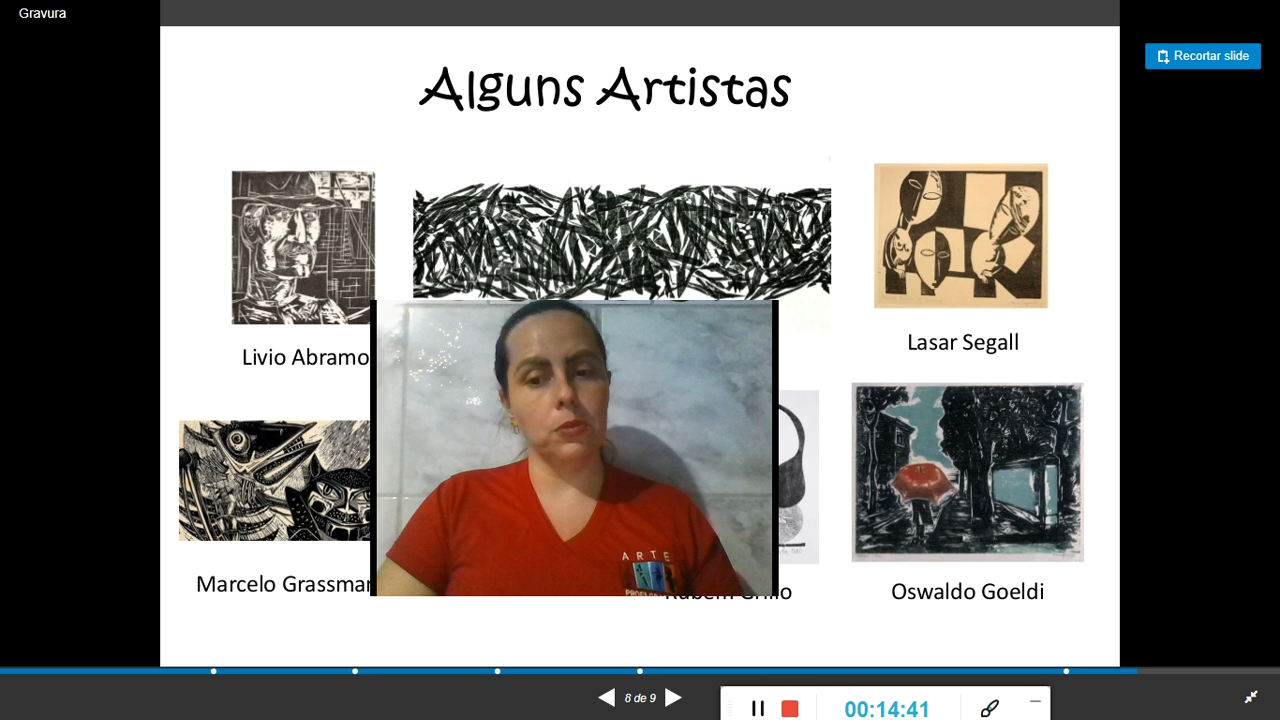 Gravura
Recortar slide
Alguns Artistas
Livio Abramo
Lasar Segall
Marcelo Grassma
Oswaldo Goeldi
ARTE
8 de 9
00:14:41